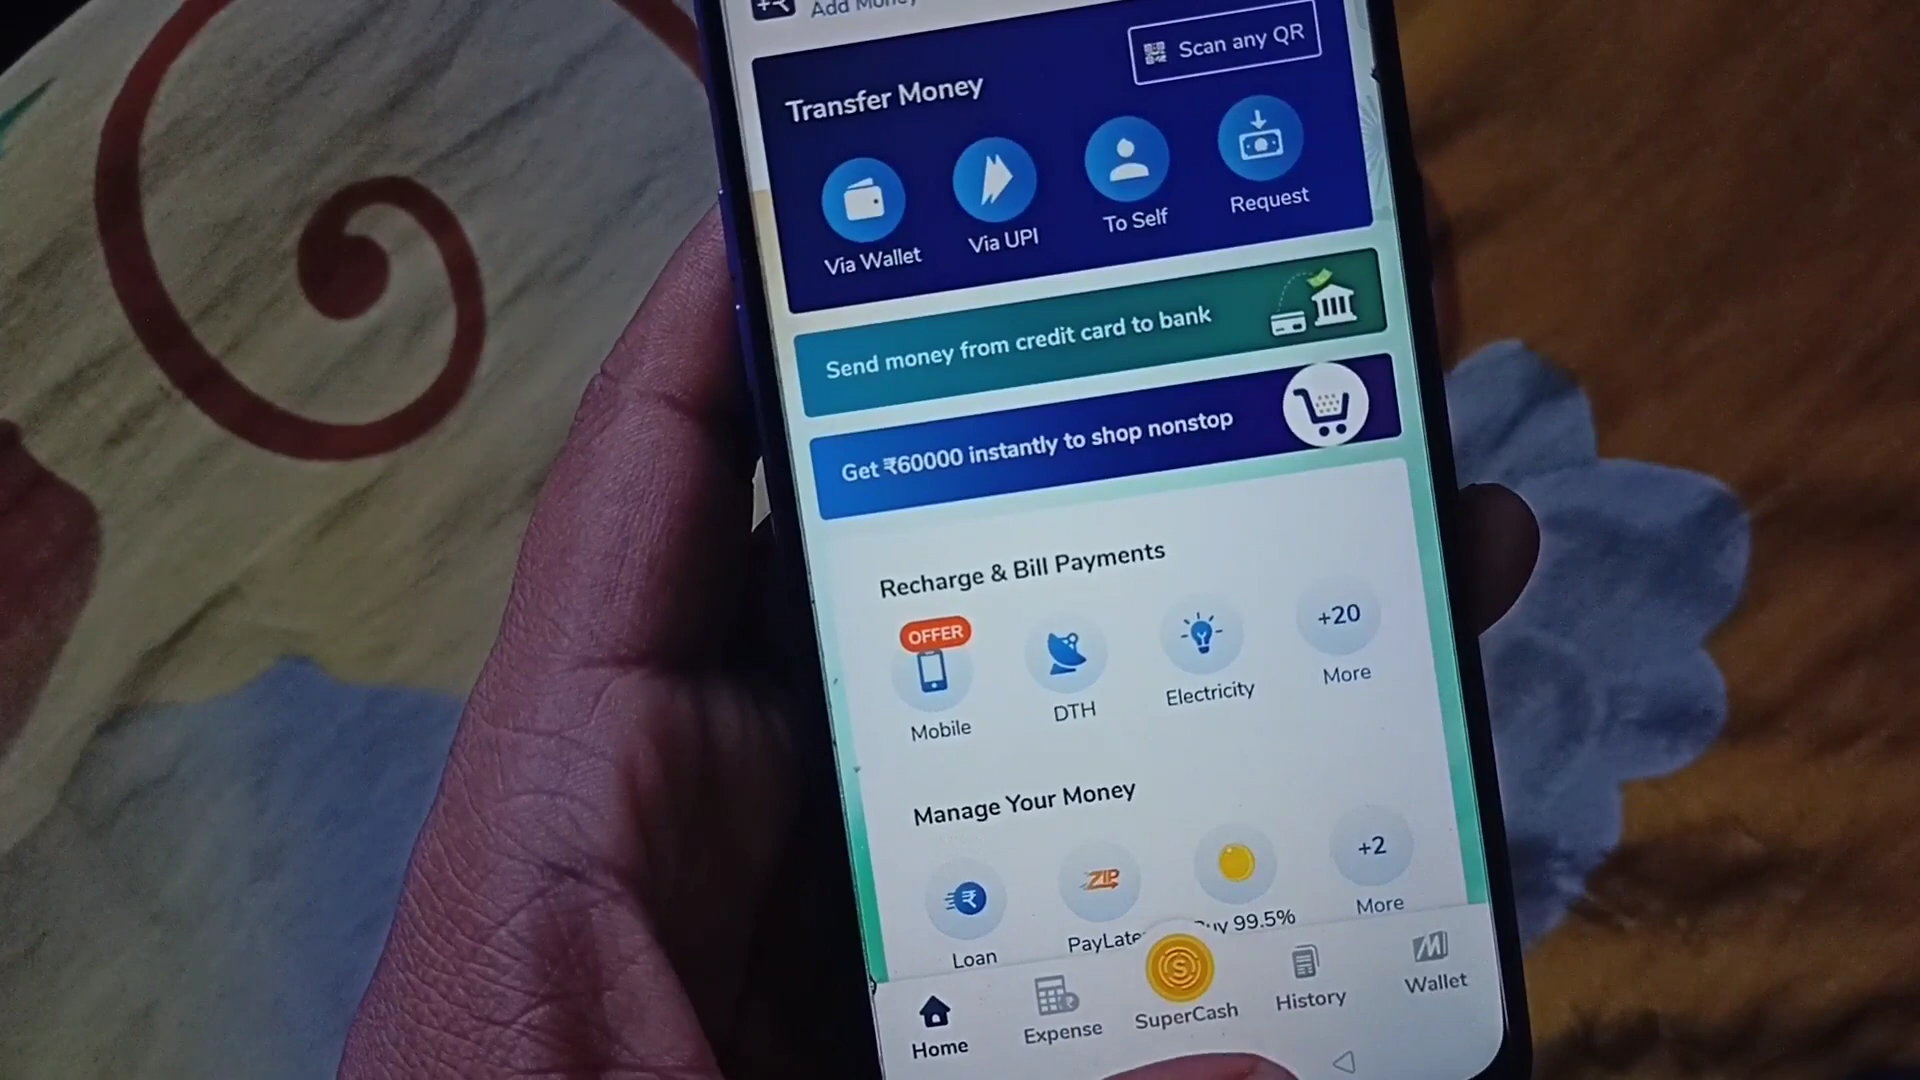 Add Money
Scan any QR
Transfer Money
Via Wallet
Via UPI
To Self
Request
Send money from credit card to bank
Get ₹60000 instantly to shop nonstop
Recharge & Bill Payments
OFFER
+20
Mobile
DTH
Electricity
More
Manage Your Money
ZIP
+2
Loan
99.5%
More
Home
Expense
SuperCash
History
Wallet